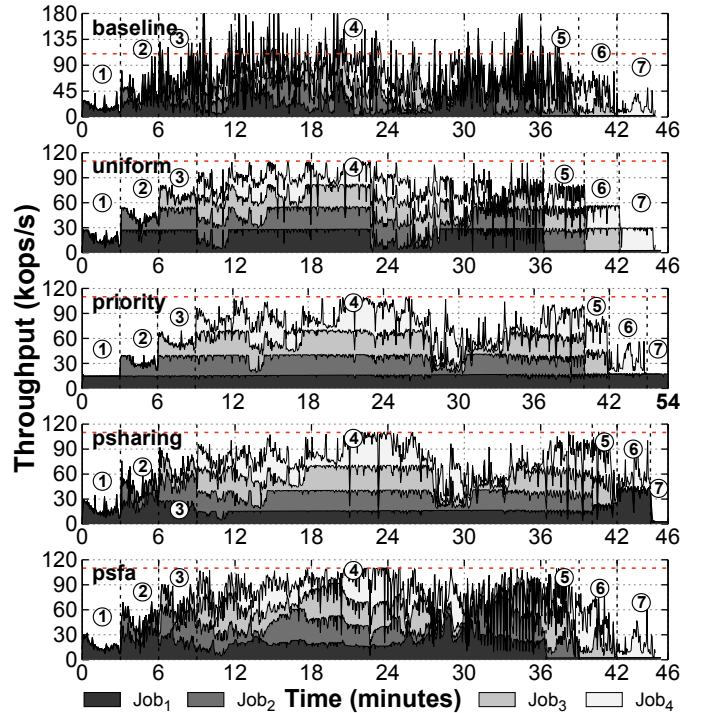 Throughput (kops/s)
180
135
90
45
0
baseline
① ② ③ ④ ⑤ ⑥ ⑦
0 6 12 18 24 30 36 42 46
120
90
60
30
0
uniform
① ② ③ ④ ⑤ ⑥ ⑦
0 6 12 18 24 30 36 42 46
120
90
60
30
0
priority
① ② ③ ④ ⑤ ⑥ ⑦
0 6 12 18 24 30 36 42 54
120
90
60
30
0
psharing
① ② ③ ③ ④ ⑤ ⑥ ⑦
0 6 12 18 24 30 36 42 46
120
90
60
30
0
psfa
① ② ③ ④ ⑤ ⑥ ⑦
0 6 12 18 24 30 36 42 46
Job1 Job2 Time (minutes) Job3 Job4